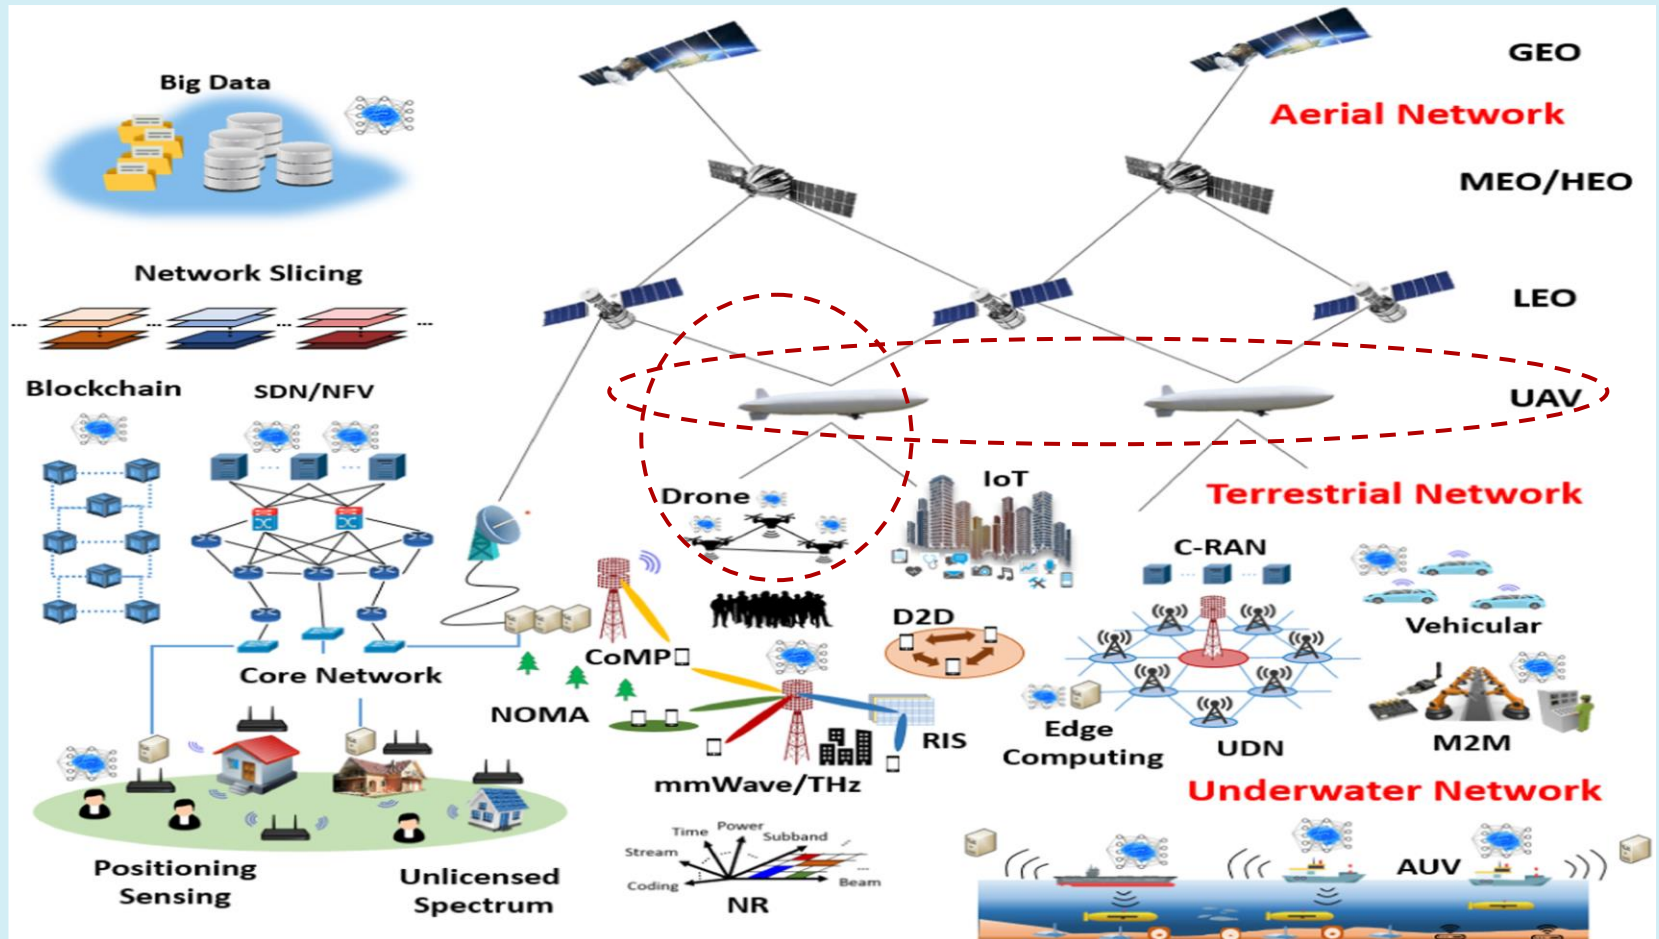 GEO
Big Data
Aerial Network
MEO/HEO
Network Slicing
LEO
Blockchain
SDN/NFV
UAV
IoT
Drone
Terrestrial Network
C-RAN
D2D
Vehicular
CoMP
Core Network
NOMA
RIS
Edge
Computing
UDN
M2M
mmWave/THz
Underwater Network
Time
Power
Subband
Stream
Coding
Beam
NR
AUV
Positioning
Sensing
Unlicensed
Spectrum